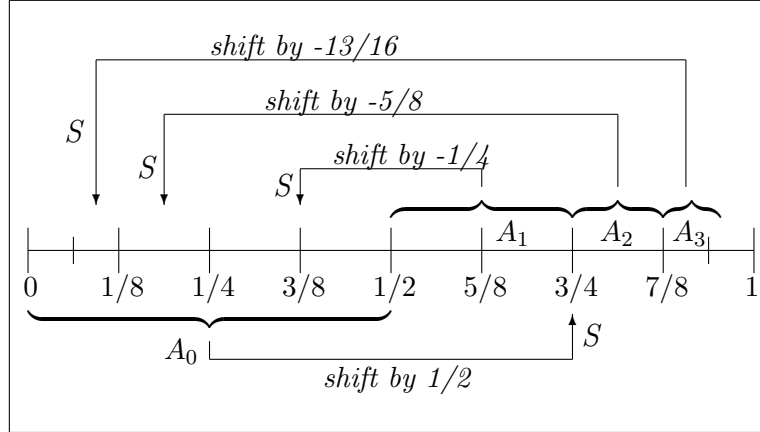 shift by -13/16
shift by -5/8
S
shift by -1/4
S
S
A₁ A₂ A₃
0 1/8 1/4 3/8 1/2 5/8 3/4 7/8 1
S
A₀
shift by 1/2